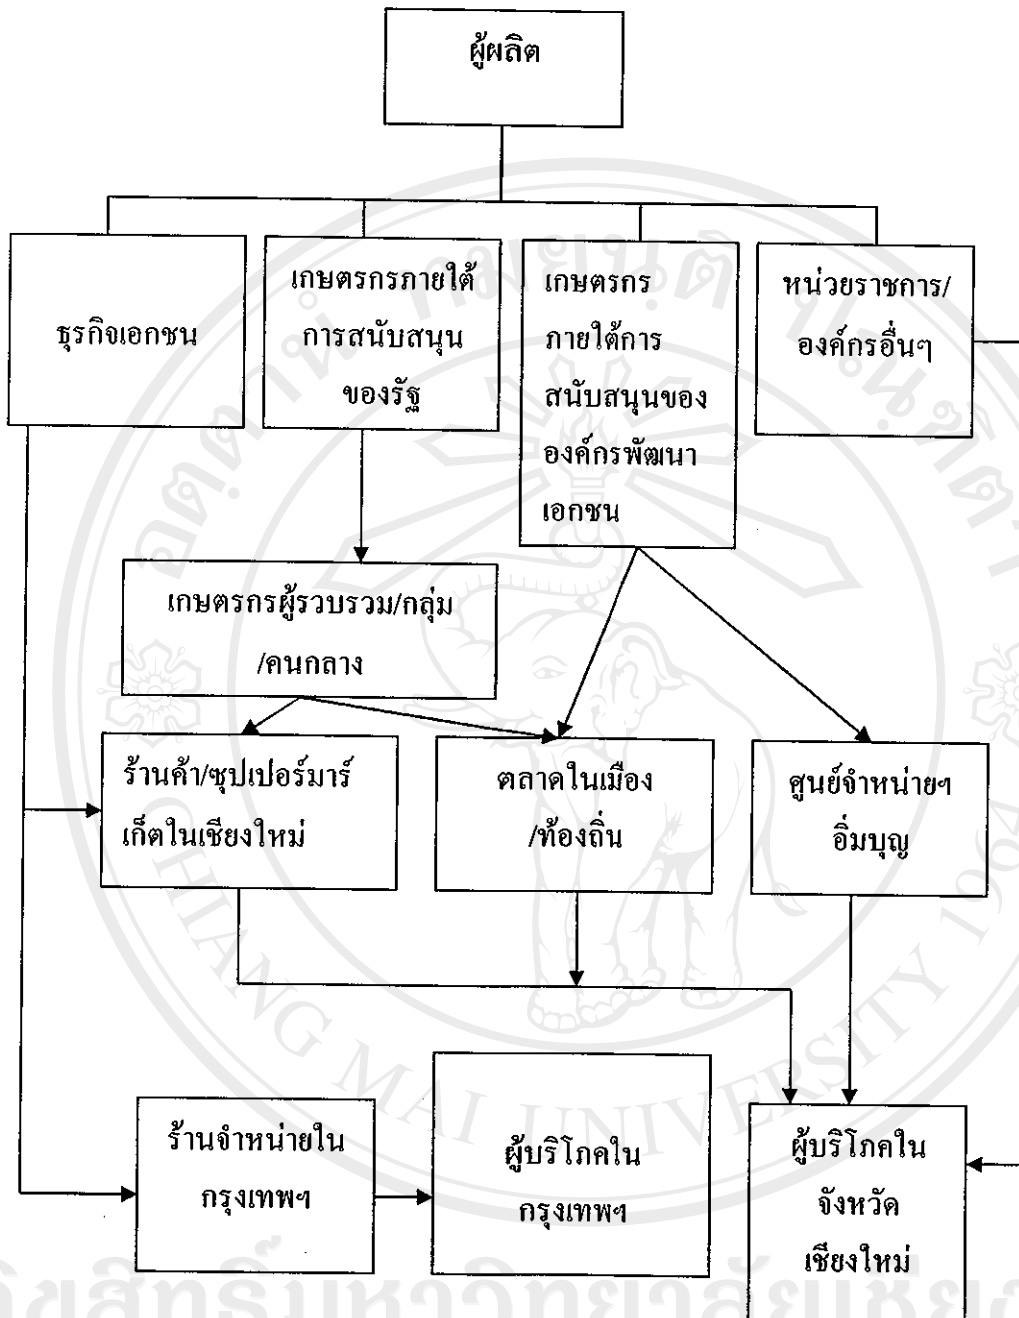 ผู้ผลิต
ธุรกิจเอกชน
เกษตรกรภายใต้
การสนับสนุน
ของรัฐ
เกษตรกร
ภายใต้การ
สนับสนุนของ
องค์กรพัฒนา
เอกชน
หน่วยราชการ/
องค์กรอื่นๆ
เกษตรกรผู้รวบรวม/กลุ่ม
/คนกลาง
ร้านค้า/ซุปเปอร์มาร์
เก็ตในเชียงใหม่
ตลาดในเมือง
/ท้องถิ่น
ศูนย์จำหน่ายฯ
อิ่มบุญ
ร้านจำหน่ายใน
กรุงเทพฯ
ผู้บริโภคใน
กรุงเทพฯ
ผู้บริโภคใน
จังหวัด
เชียงใหม่
CHIANG MAI UNIVERSITY 1964